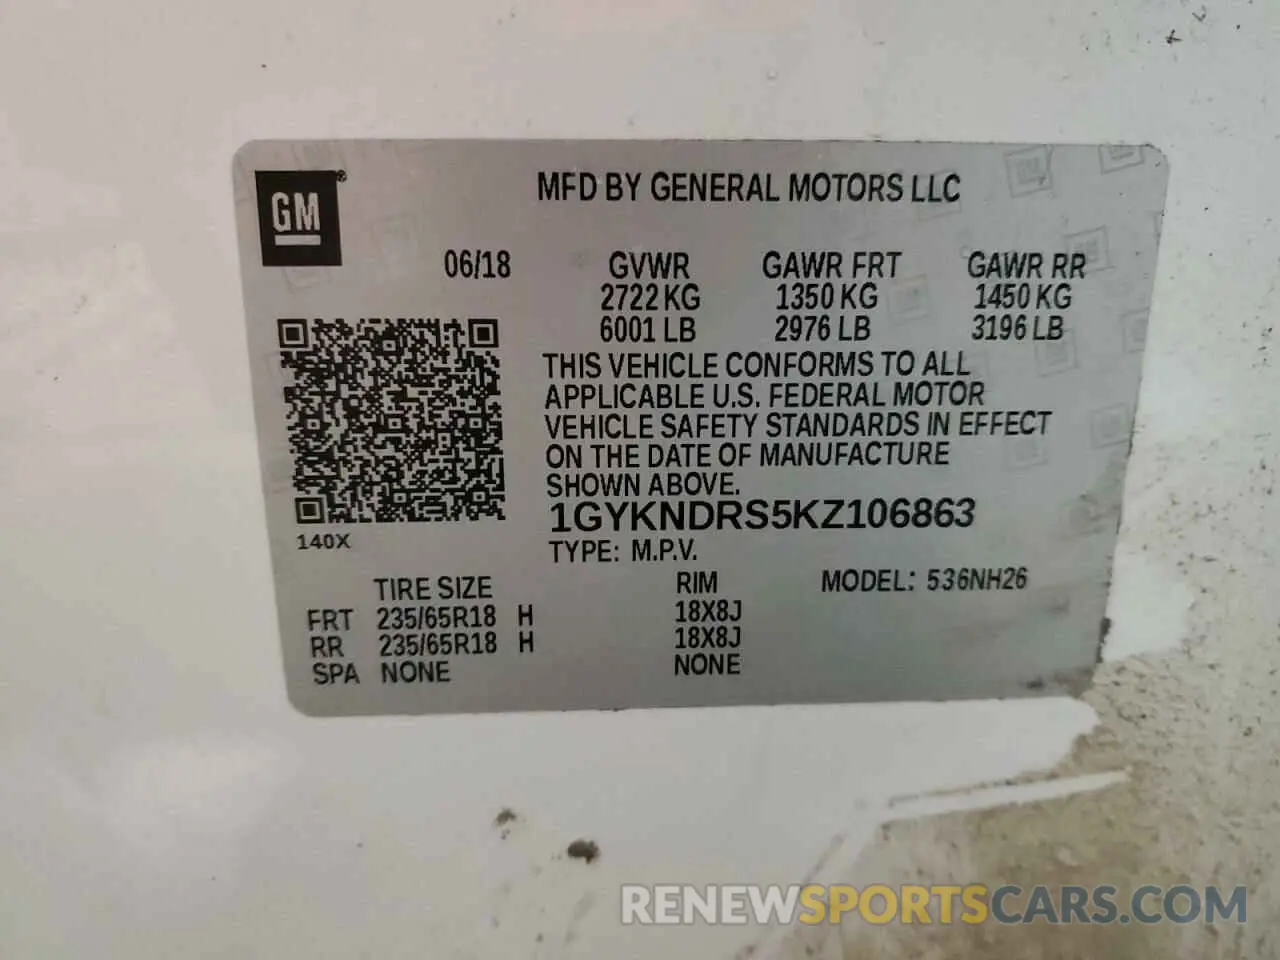 GM®
MFD BY GENERAL MOTORS LLC
06/18 GVWR GAWR FRT GAWR RR
2722 KG 1350 KG 1450 KG
6001 LB 2976 LB 3196 LB
THIS VEHICLE CONFORMS TO ALL
APPLICABLE U.S. FEDERAL MOTOR
VEHICLE SAFETY STANDARDS IN EFFECT
ON THE DATE OF MANUFACTURE
SHOWN ABOVE.
1GYKNDRS5KZ106863
140X
TYPE: M.P.V.
TIRE SIZE RIM MODEL: 536NH26
FRT 235/65R18 H 18X8J
RR 235/65R18 H 18X8J
SPA NONE NONE
RENEWSPORTSCARS.COM